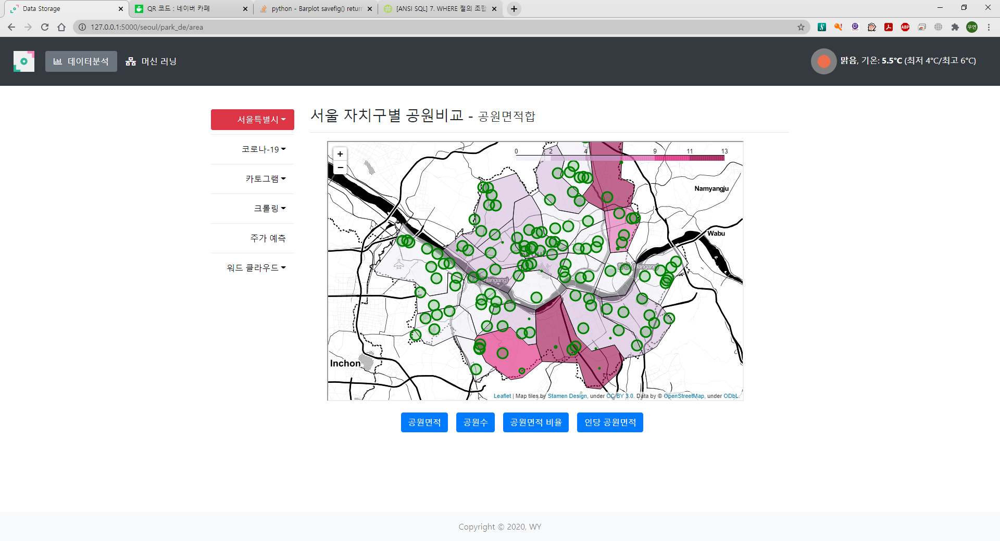 Data Storage
QR 코드 : 네이버 카페
python - Barplot savefig() return
[ANSI SQL] 7. WHERE 절의 조합
127.0.0.1:5000/seoul/park_de/area
ABP
우연
데이터분석
머신 러닝
맑음, 기온: 5.5°C (최저 4°C/최고 6°C)
서울특별시
코로나-19
카토그램
크롤링
주가 예측
워드 클라우드
서울 자치구별 공원비교 - 공원면적합
+
−
0 2 4 9 11 13
Namyangju
Wabu
(Hangang)
Hangang)
Inchon
Leaflet | Map tiles by Stamen Design, under CC BY 3.0. Data by © OpenStreetMap, under ODbL.
공원면적
공원수
공원면적 비율
인당 공원면적
Copyright © 2020, WY